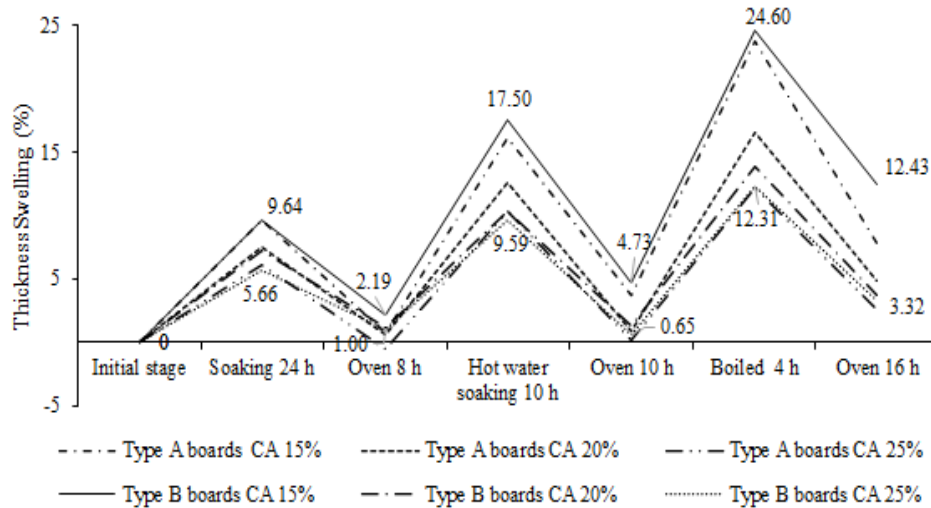 25
24.60
17.50
15
12.43
Thickness Swelling (%)
9.64
4.73
12.31
9.59
2.19
5
5.66
3.32
0.65
0
1.00
Initial stage
Soaking 24 h
Oven 8 h
Hot water
soaking 10 h
Oven 10 h
Boiled 4 h
Oven 16 h
-5
Type A boards CA 15%
Type A boards CA 20%
Type A boards CA 25%
Type B boards CA 15%
Type B boards CA 20%
Type B boards CA 25%